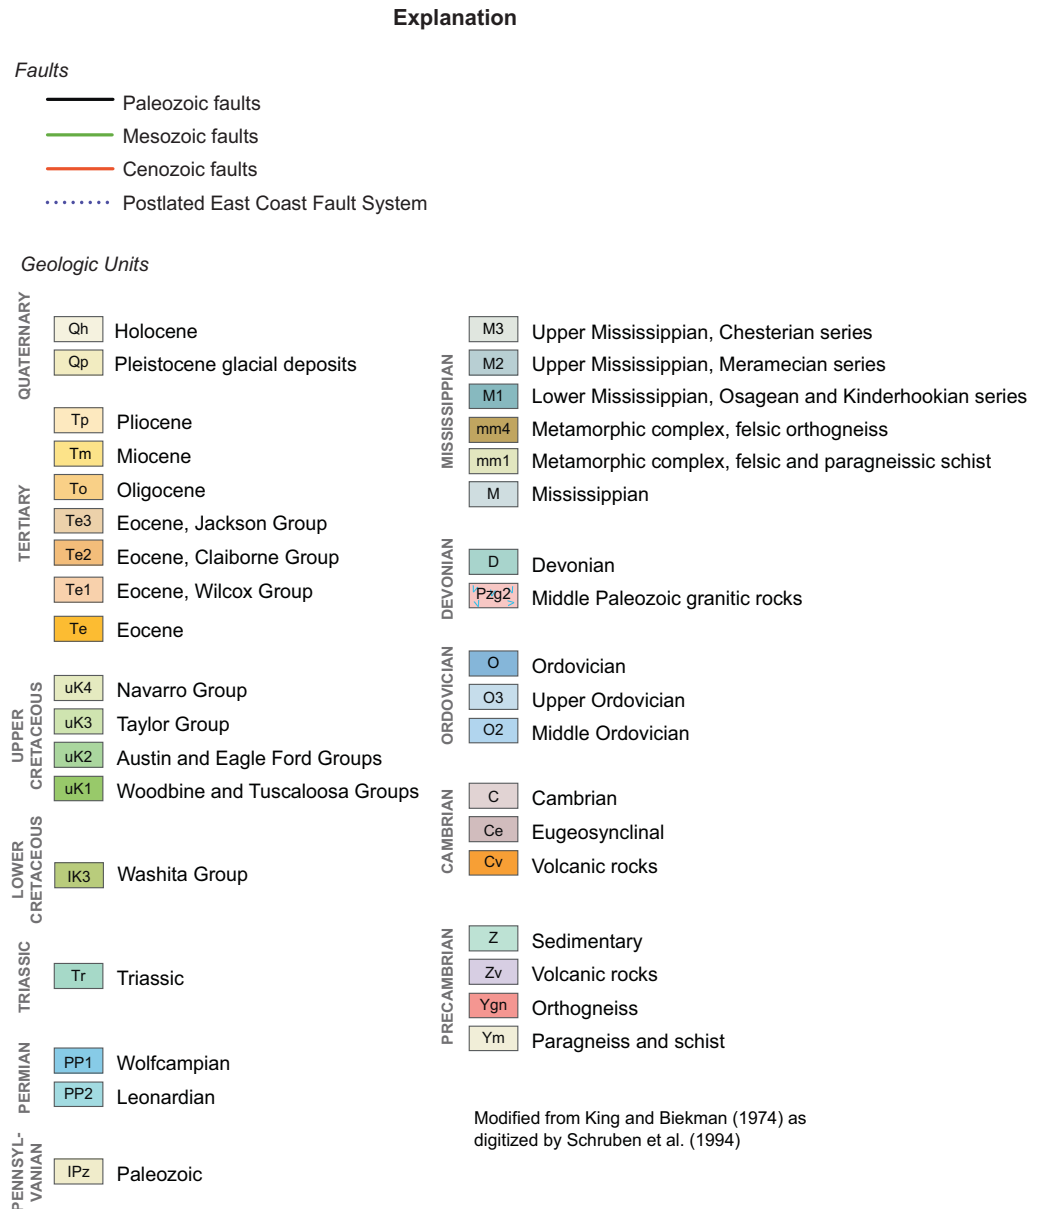 Explanation
Faults
Paleozoic faults
Mesozoic faults
Cenozoic faults
Postlated East Coast Fault System
Geologic Units
QUATERNARY
Qh Holocene
Qp Pleistocene glacial deposits
TERTIARY
Tp Pliocene
Tm Miocene
To Oligocene
Te3 Eocene, Jackson Group
Te2 Eocene, Claiborne Group
Te1 Eocene, Wilcox Group
Te Eocene
UPPER
CRETACEOUS
uK4 Navarro Group
uK3 Taylor Group
uK2 Austin and Eagle Ford Groups
uK1 Woodbine and Tuscaloosa Groups
LOWER
CRETACEOUS
lK3 Washita Group
TRIASSIC
Tr Triassic
PERMIAN
PP1 Wolfcampian
PP2 Leonardian
PENNSYL-
VANIAN
IPz Paleozoic
MISSISSIPPIAN
M3 Upper Mississippian, Chesterian series
M2 Upper Mississippian, Meramecian series
M1 Lower Mississippian, Osagean and Kinderhookian series
mm4 Metamorphic complex, felsic orthogneiss
mm1 Metamorphic complex, felsic and paragneissic schist
M Mississippian
DEVONIAN
D Devonian
Pzg2 Middle Paleozoic granitic rocks
ORDOVICIAN
O Ordovician
O3 Upper Ordovician
O2 Middle Ordovician
CAMBRIAN
C Cambrian
Ce Eugeosynclinal
Cv Volcanic rocks
PRECAMBRIAN
Z Sedimentary
Zv Volcanic rocks
Ygn Orthogneiss
Ym Paragneiss and schist
Modified from King and Biekman (1974) as
digitized by Schruben et al. (1994)